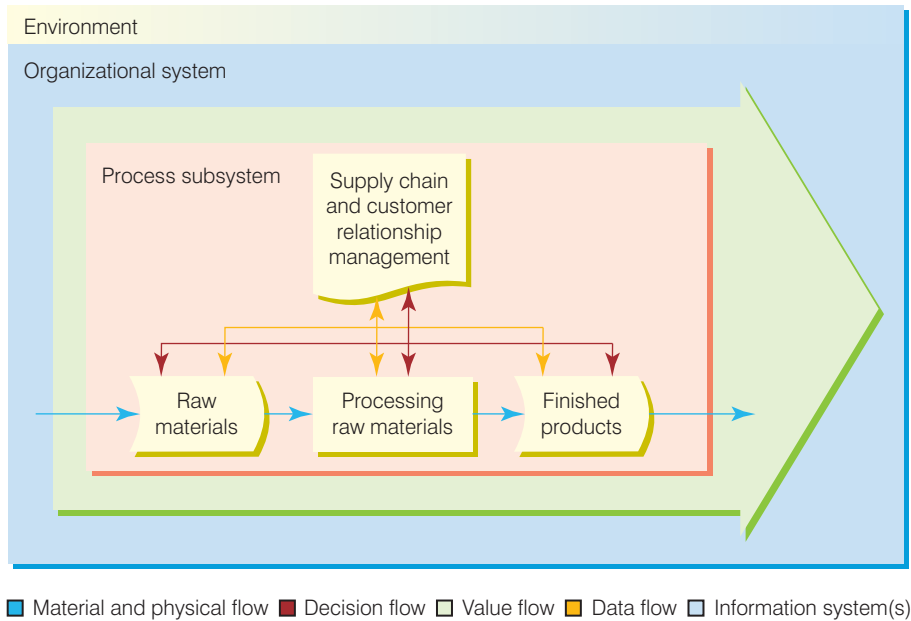 Environment
Organizational system
Process subsystem
Supply chain
and customer
relationship
management
Raw
materials
Processing
raw materials
Finished
products
Material and physical flow Decision flow Value flow Data flow Information system(s)